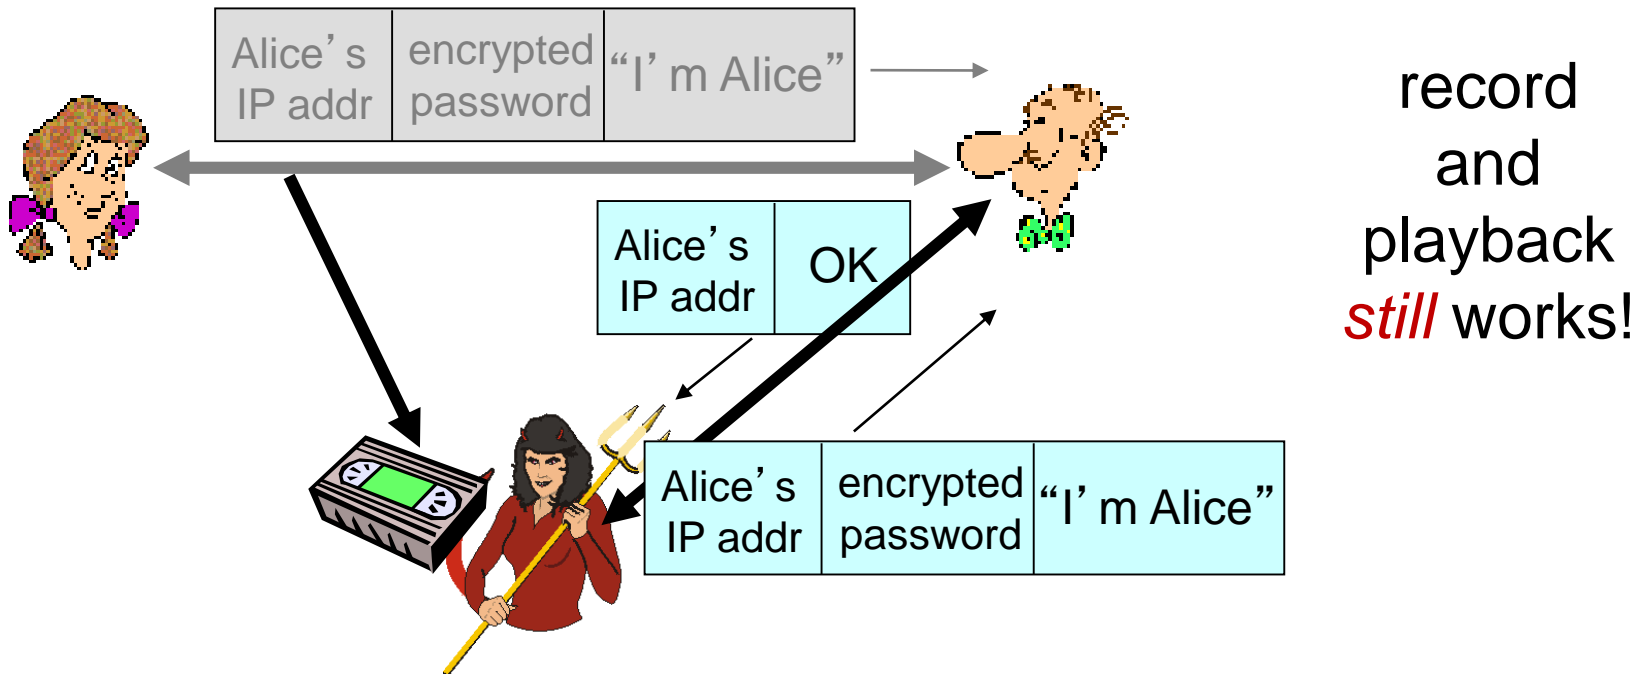 Alice’s
IP addr
encrypted
password
“I’m Alice”
record
and
playback
still works!
Alice’s
IP addr
OK
Alice’s
IP addr
encrypted
password
“I’m Alice”